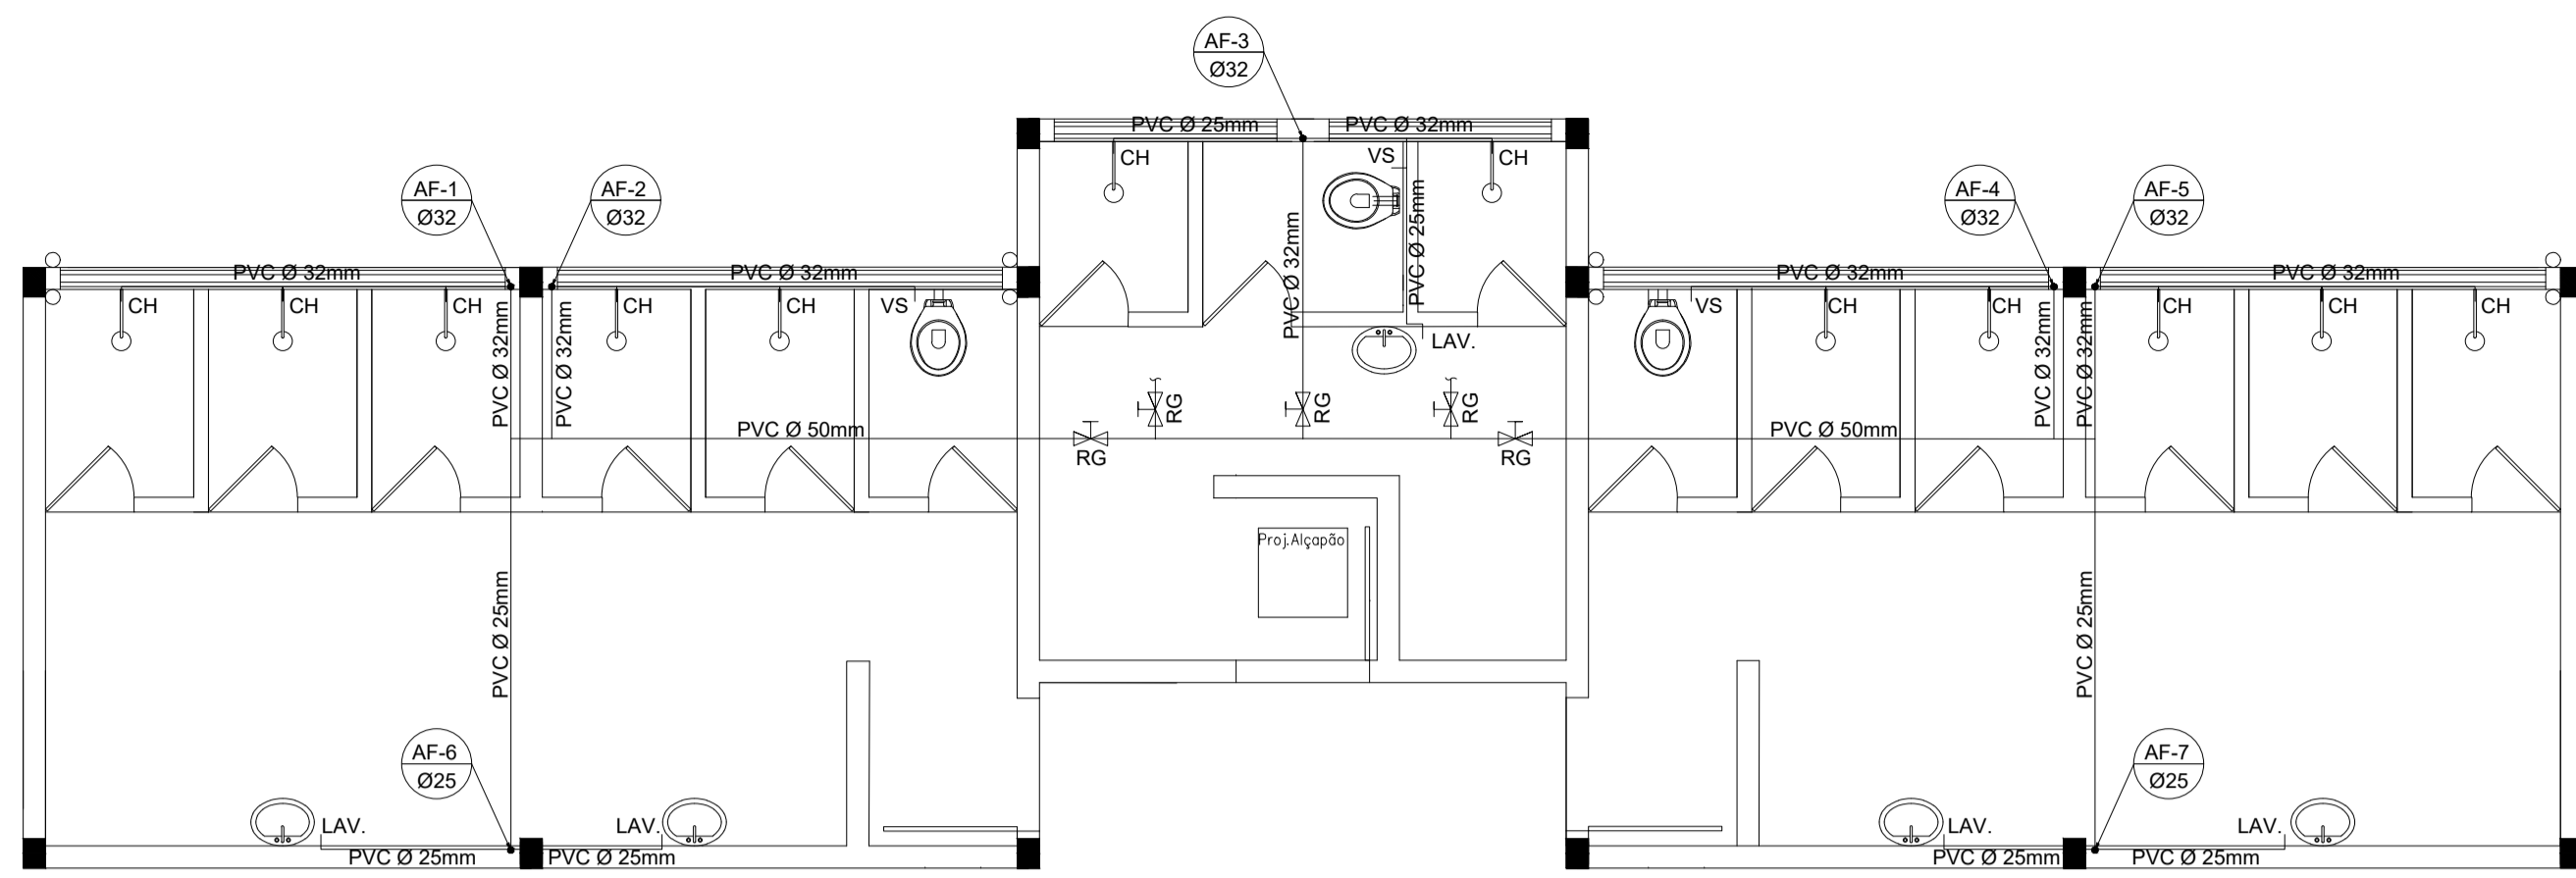 AF-3
Ø32
PVC Ø 25mm
PVC Ø 32mm
CH
VS
CH
AF-1
Ø32
AF-2
Ø32
AF-4
Ø32
AF-5
Ø32
PVC Ø 32mm
PVC Ø 25mm
PVC Ø 32mm
PVC Ø 32mm
PVC Ø 32mm
PVC Ø 32mm
CH
CH
CH
CH
CH
VS
VS
CH
CH
CH
CH
CH
PVC Ø 32mm
PVC Ø 32mm
LAV.
PVC Ø 32mm
PVC Ø 32mm
RG
RG
RG
PVC Ø 50mm
PVC Ø 50mm
RG
RG
Proj.Alçapão
PVC Ø 25mm
PVC Ø 25mm
AF-6
Ø25
AF-7
Ø25
LAV.
LAV.
LAV.
LAV.
PVC Ø 25mm
PVC Ø 25mm
PVC Ø 25mm
PVC Ø 25mm